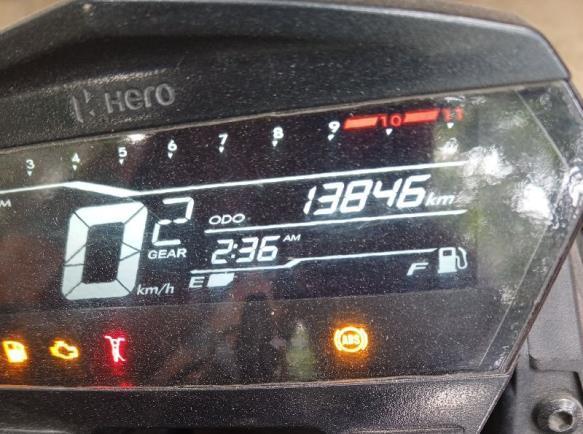 Hero
3 4 5 6 7 8 9 10 11
ODO 13846 km
0 km/h
2 GEAR
2:36 AM
E F
ABS